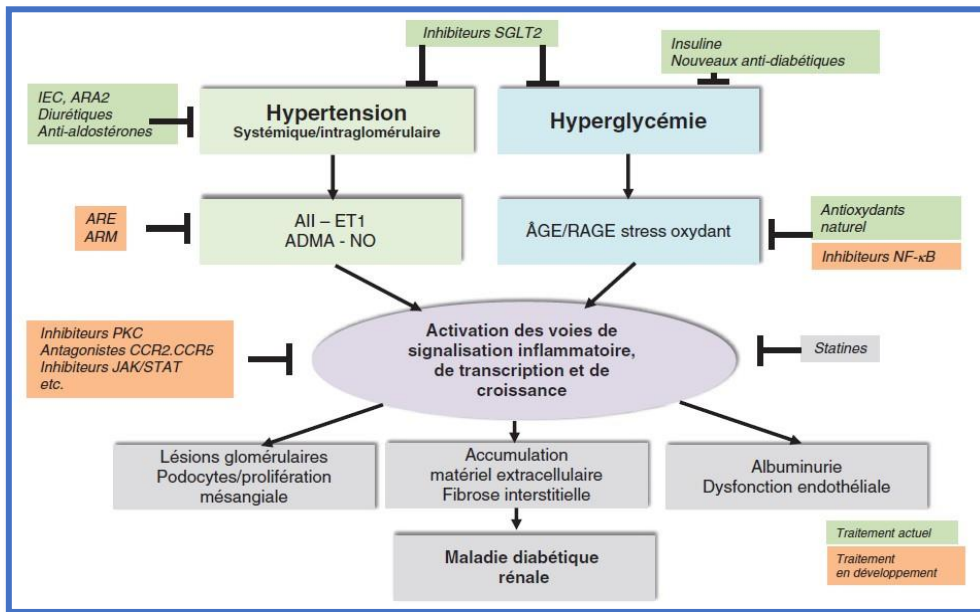 Inhibiteurs SGLT2
Insuline
Nouveaux anti-diabétiques
IEC, ARA2
Diurétiques
Anti-aldostérones
Hypertension
Systémique/intraglomérulaire
Hyperglycémie
ARE
ARM
AII – ET1
ADMA - NO
ÂGE/RAGE stress oxydant
Antioxydants
naturel
Inhibiteurs NF-κB
Inhibiteurs PKC
Antagonistes CCR2.CCR5
Inhibiteurs JAK/STAT
etc.
Activation des voies de
signalisation inflammatoire,
de transcription et de
croissance
Statines
Lésions glomérulaires
Podocytes/prolifération
mésangiale
Accumulation
matériel extracellulaire
Fibrose interstitielle
Albuminurie
Dysfonction endothéliale
Maladie diabétique
rénale
Traitement actuel
Traitement
en développement